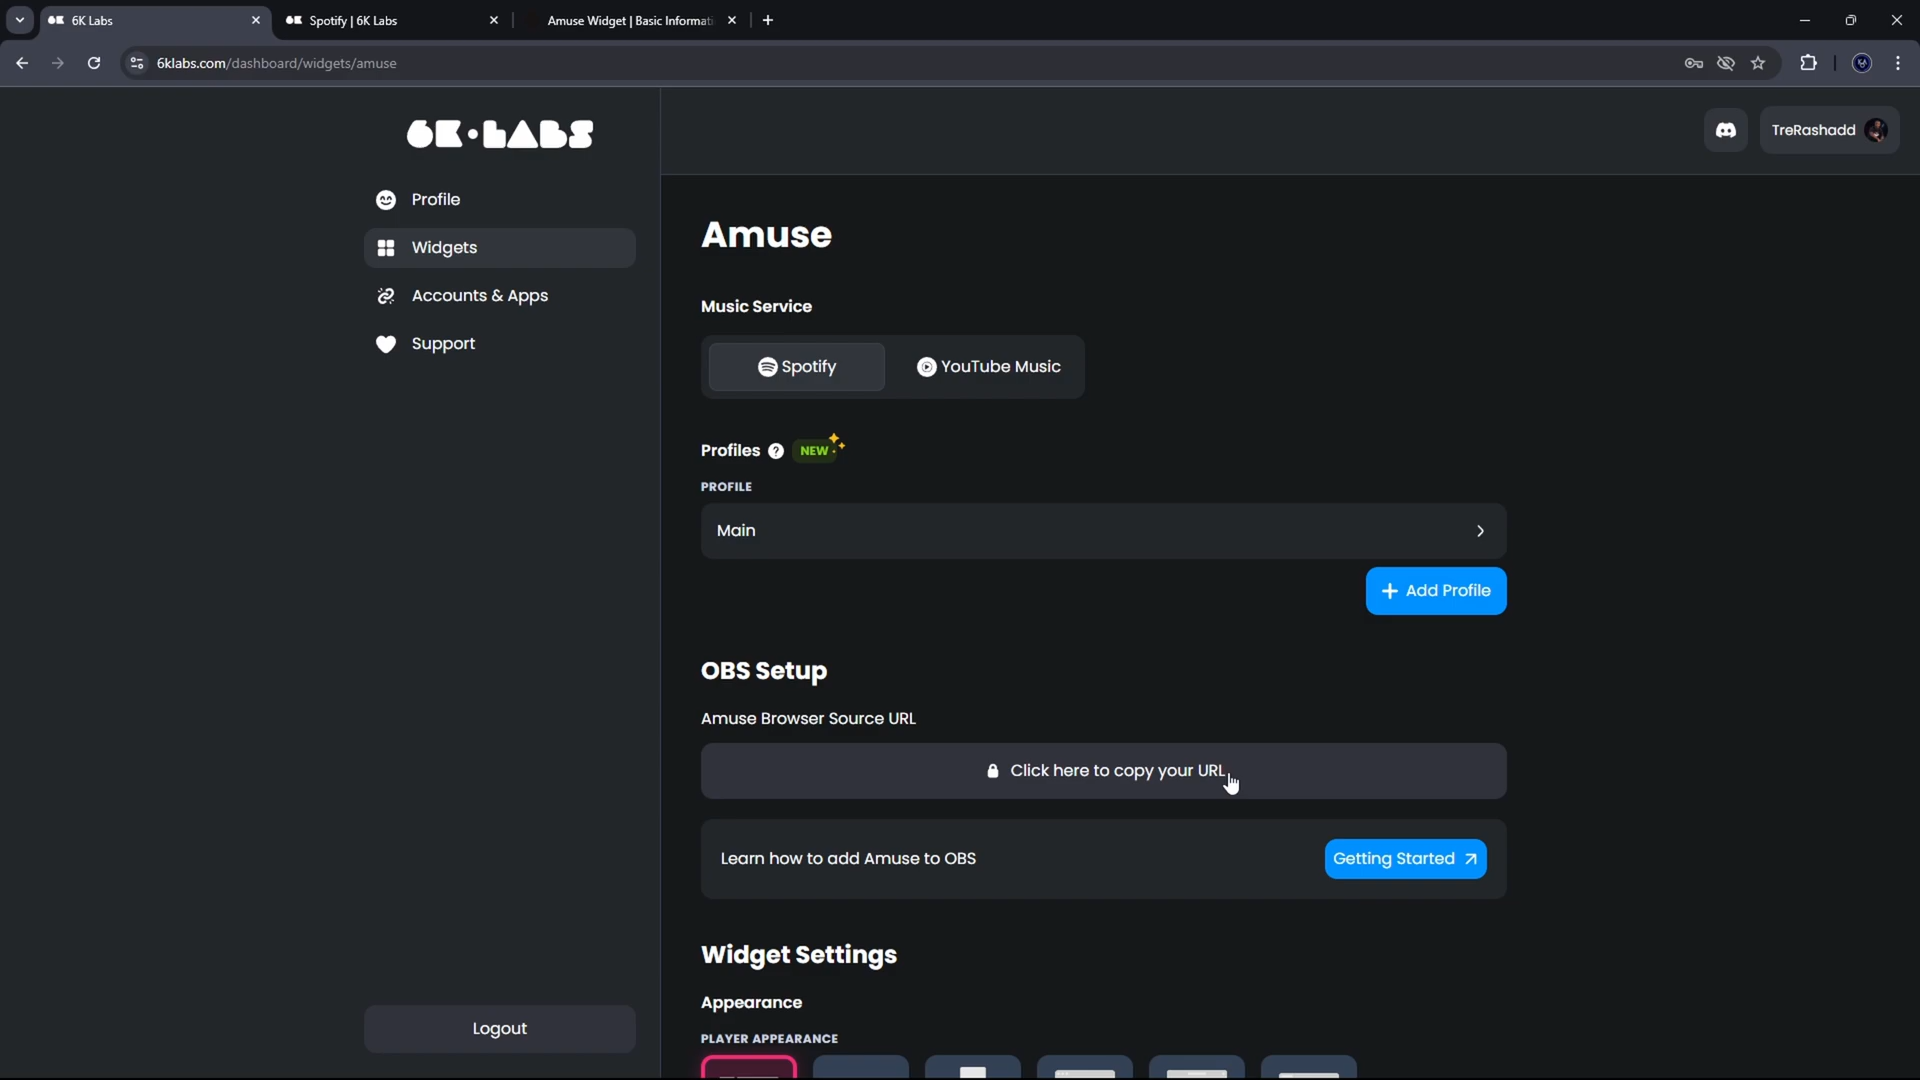 6K Labs
Spotify | 6K Labs
Amuse Widget | Basic Informati
6klabs.com/dashboard/widgets/amuse
6K•LABS
TreRashadd
Profile
Widgets
Accounts & Apps
Support
Logout
Amuse
Music Service
Spotify
YouTube Music
Profiles ? NEW
PROFILE
Main
+ Add Profile
OBS Setup
Amuse Browser Source URL
Click here to copy your URL
Learn how to add Amuse to OBS
Getting Started
Widget Settings
Appearance
PLAYER APPEARANCE